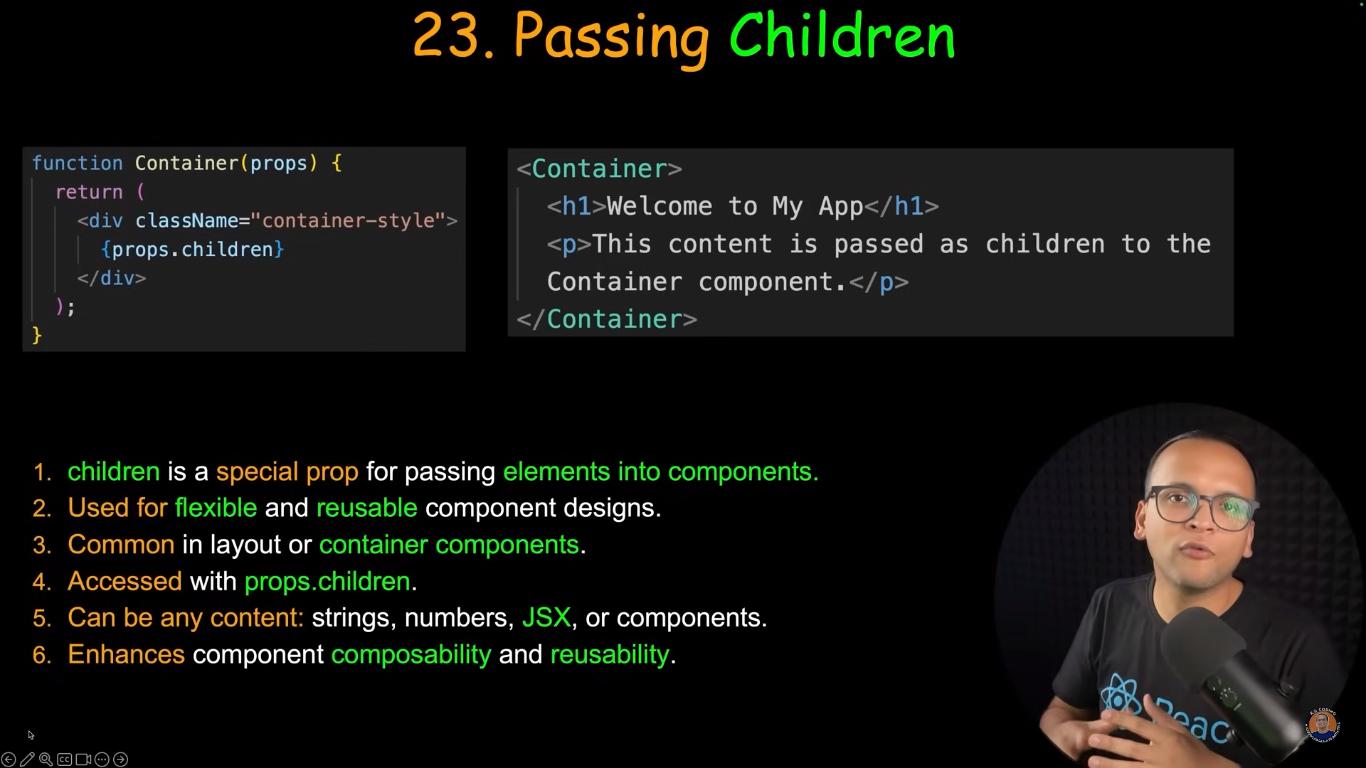 23. Passing Children
function Container(props) {
return (
<div className="container-style">
{props.children}
</div>
);
}
<Container>
<h1>Welcome to My App</h1>
<p>This content is passed as children to the
Container component.</p>
</Container>
1. children is a special prop for passing elements into components.
2. Used for flexible and reusable component designs.
3. Common in layout or container components.
4. Accessed with props.children.
5. Can be any content: strings, numbers, JSX, or components.
6. Enhances component composability and reusability.
Reac
CC